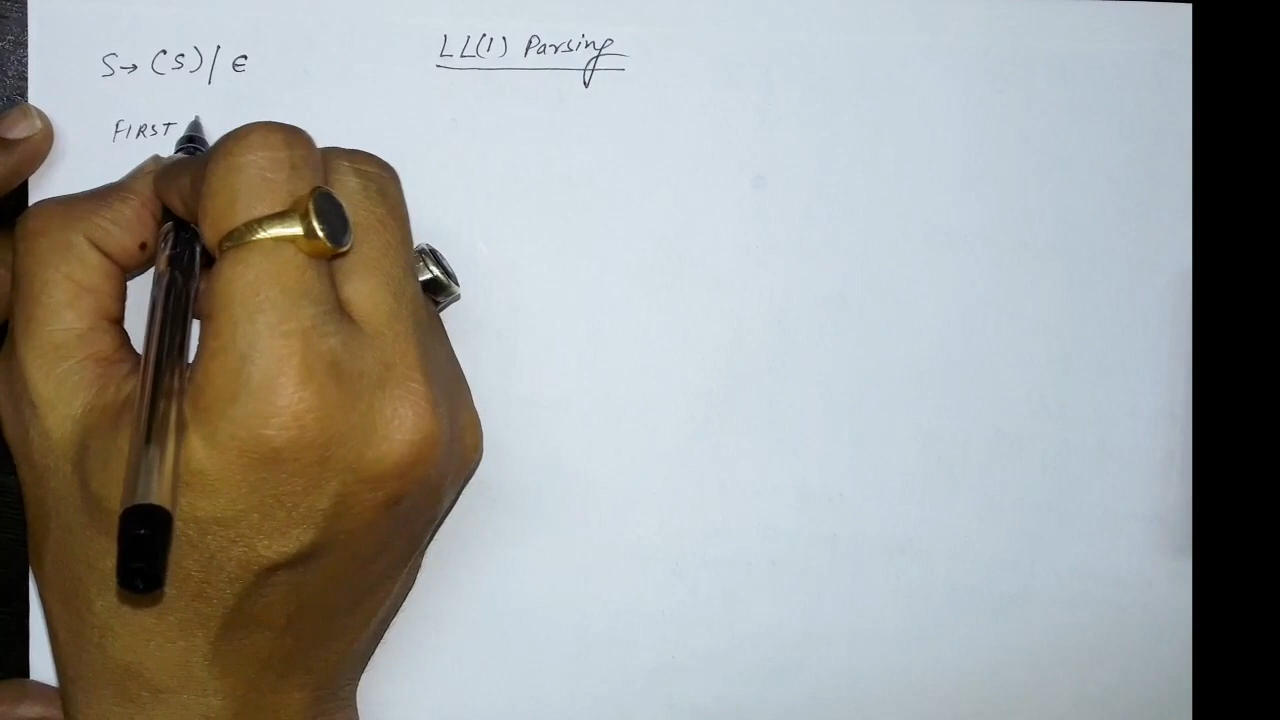 LL(1) Parsing
S→ (S) / ϵ
FIRST